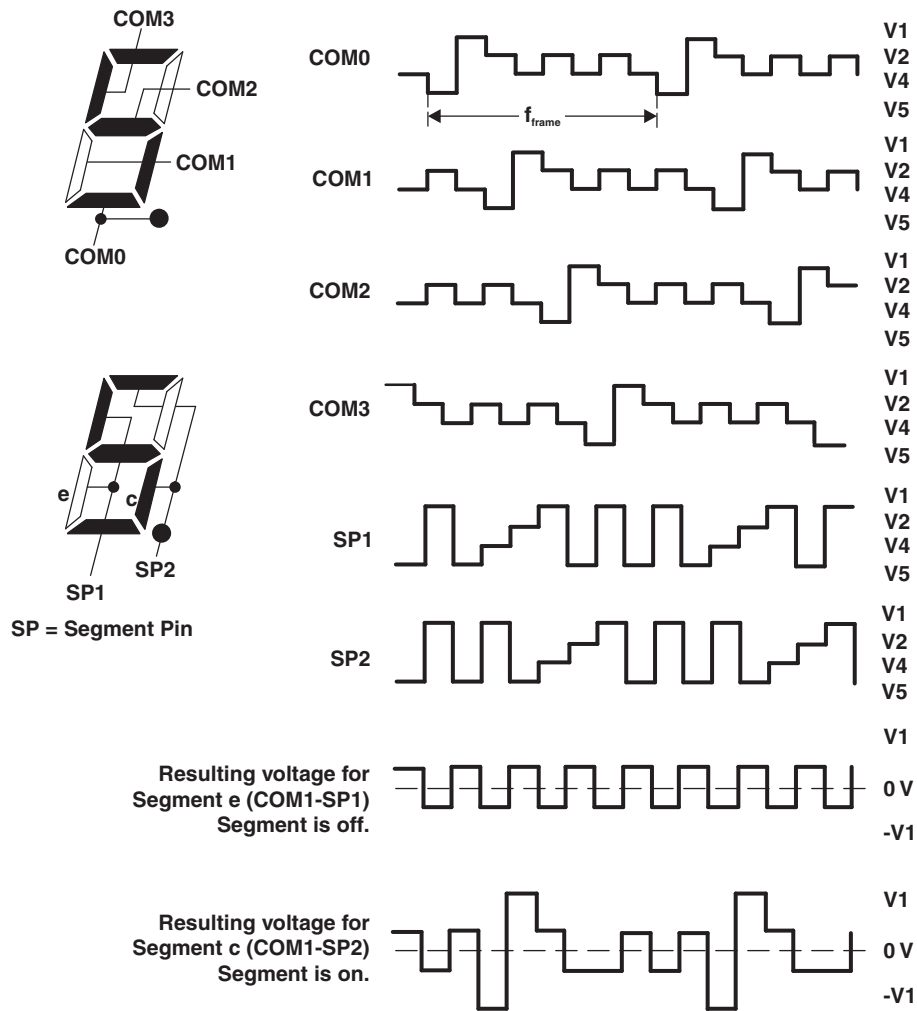 COM3
COM2
COM1
COM0
COM0
V1
V2
V4
V5
f_frame
COM1
V1
V2
V4
V5
COM2
V1
V2
V4
V5
COM3
V1
V2
V4
V5
e
c
SP2
SP1
SP = Segment Pin
SP1
V1
V2
V4
V5
SP2
V1
V2
V4
V5
Resulting voltage for
Segment e (COM1-SP1)
Segment is off.
V1
0 V
-V1
Resulting voltage for
Segment c (COM1-SP2)
Segment is on.
V1
0 V
-V1